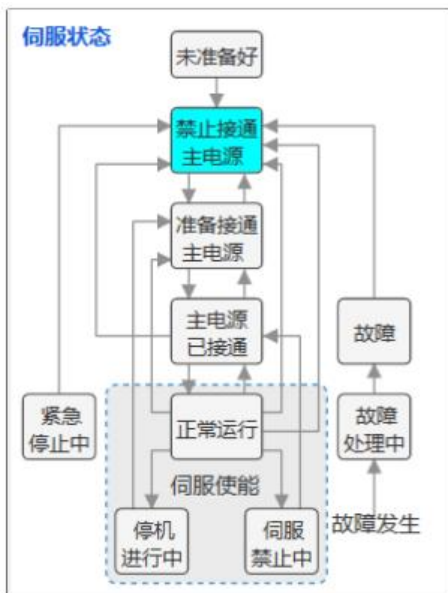 伺服状态
未准备好
禁止接通
主电源
准备接通
主电源
主电源
已接通
故障
紧急
停止中
正常运行
故障
处理中
伺服使能
停机
进行中
伺服
禁止中
故障发生